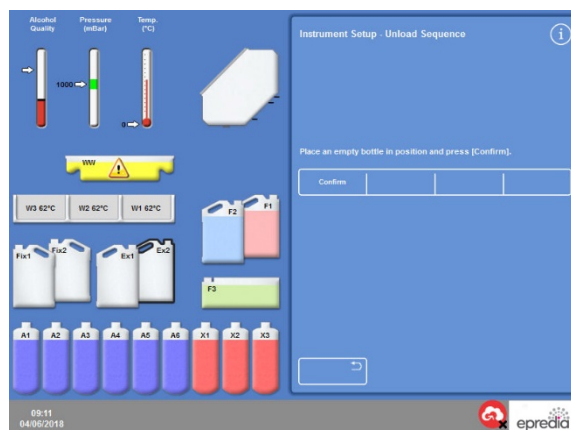 Alcohol Quality
Pressure (mBar)
Temp. (°C)
1000
0
WW
W3 62°C
W2 62°C
W1 62°C
F2
F1
Fix1
Fix2
Ex1
Ex2
F3
A1
A2
A3
A4
A5
A6
X1
X2
X3
09:11
04/06/2018
Instrument Setup - Unload Sequence
i
Place an empty bottle in position and press [Confirm].
Confirm
epredia